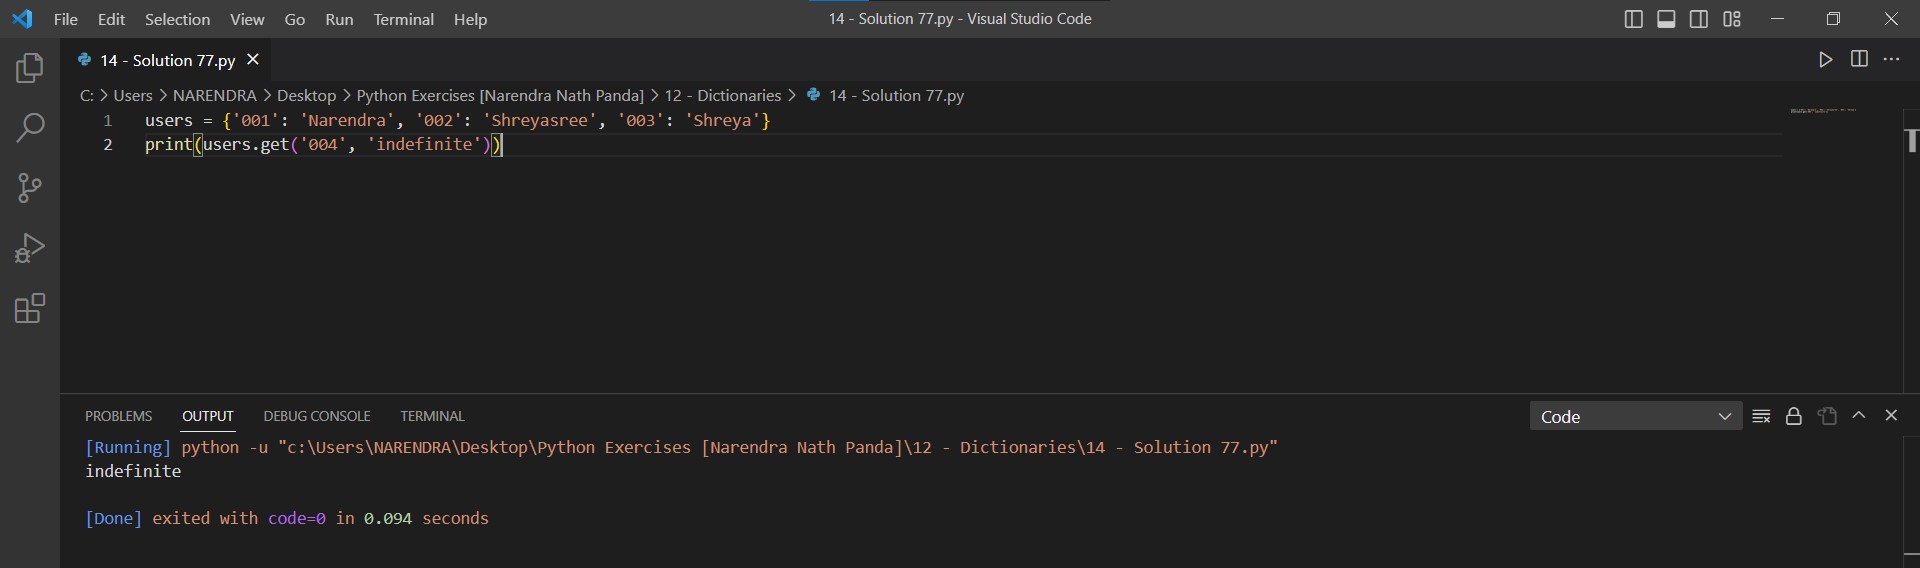 File Edit Selection View Go Run Terminal Help 14 - Solution 77.py - Visual Studio Code
14 - Solution 77.py
C: > Users > NARENDRA > Desktop > Python Exercises [Narendra Nath Panda] > 12 - Dictionaries > 14 - Solution 77.py
1 users = {'001': 'Narendra', '002': 'Shreyasree', '003': 'Shreya'}
2 print(users.get('004', 'indefinite'))
PROBLEMS OUTPUT DEBUG CONSOLE TERMINAL Code
[Running] python -u "c:\Users\NARENDRA\Desktop\Python Exercises [Narendra Nath Panda]\12 - Dictionaries\14 - Solution 77.py"
indefinite
[Done] exited with code=0 in 0.094 seconds